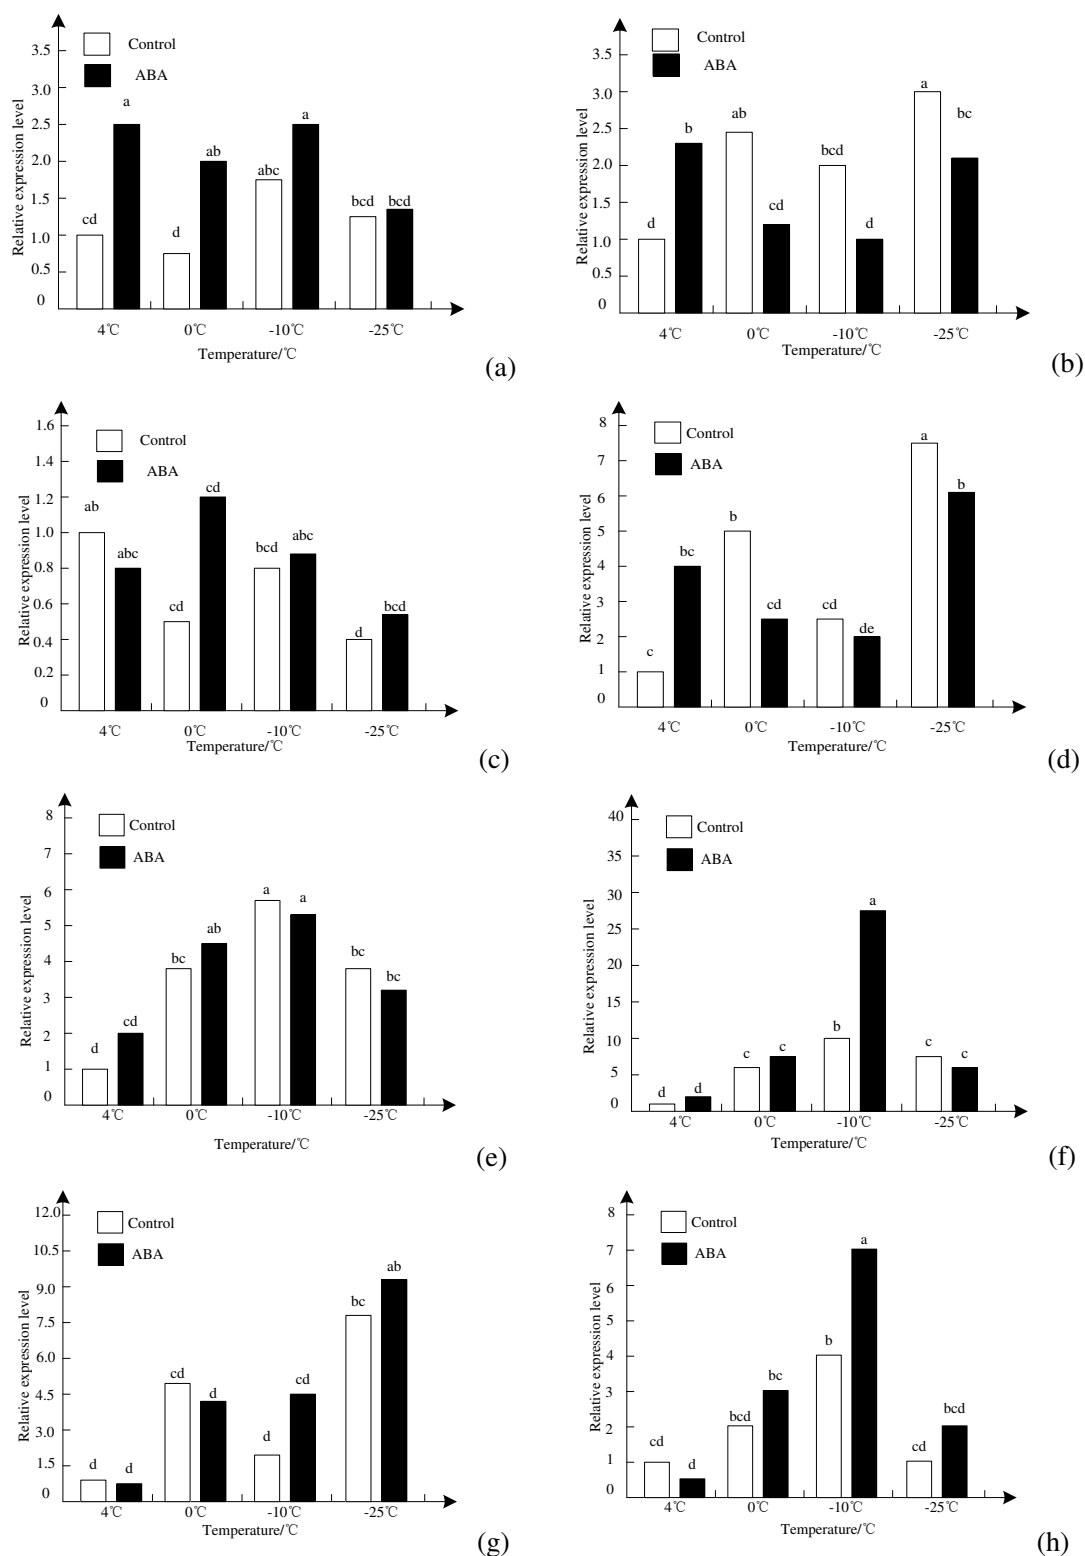 3.5
3.0
2.5
2.0
1.5
1.0
0.5
0
Relative expression level
Control
ABA
cd
a
d
ab
abc
a
bcd
bcd
4℃
0℃
-10℃
-25℃
Temperature/℃
(a)
3.5
3.0
2.5
2.0
1.5
1.0
0.5
0
Relative expression level
Control
ABA
d
b
ab
cd
bcd
d
a
bc
4℃
0℃
-10℃
-25℃
Temperature/℃
(b)
1.6
1.4
1.2
1.0
0.8
0.6
0.4
0.2
0
Relative expression level
Control
ABA
ab
abc
cd
cd
bcd
abc
d
bcd
4℃
0℃
-10℃
-25℃
Temperature/℃
(c)
8
7
6
5
4
3
2
1
0
Relative expression level
Control
ABA
c
bc
b
cd
cd
de
a
b
4℃
0℃
-10℃
-25℃
Temperature/℃
(d)
8
7
6
5
4
3
2
1
0
Relative expression level
Control
ABA
d
cd
bc
ab
a
a
bc
bc
4℃
0℃
-10℃
-25℃
Temperature/℃
(e)
40
35
30
25
20
15
10
5
0
Relative expression level
Control
ABA
d
d
c
c
b
a
c
c
4℃
0℃
-10℃
-25℃
Temperature/℃
(f)
12.0
10.5
9.0
7.5
6.0
4.5
3.0
1.5
0
Relative expression level
Control
ABA
d
d
cd
d
d
cd
bc
ab
4℃
0℃
-10℃
-25℃
Temperature/℃
(g)
8
7
6
5
4
3
2
1
0
Relative expression level
Control
ABA
cd
d
bcd
bc
b
a
cd
bcd
4℃
0℃
-10℃
-25℃
Temperature/℃
(h)